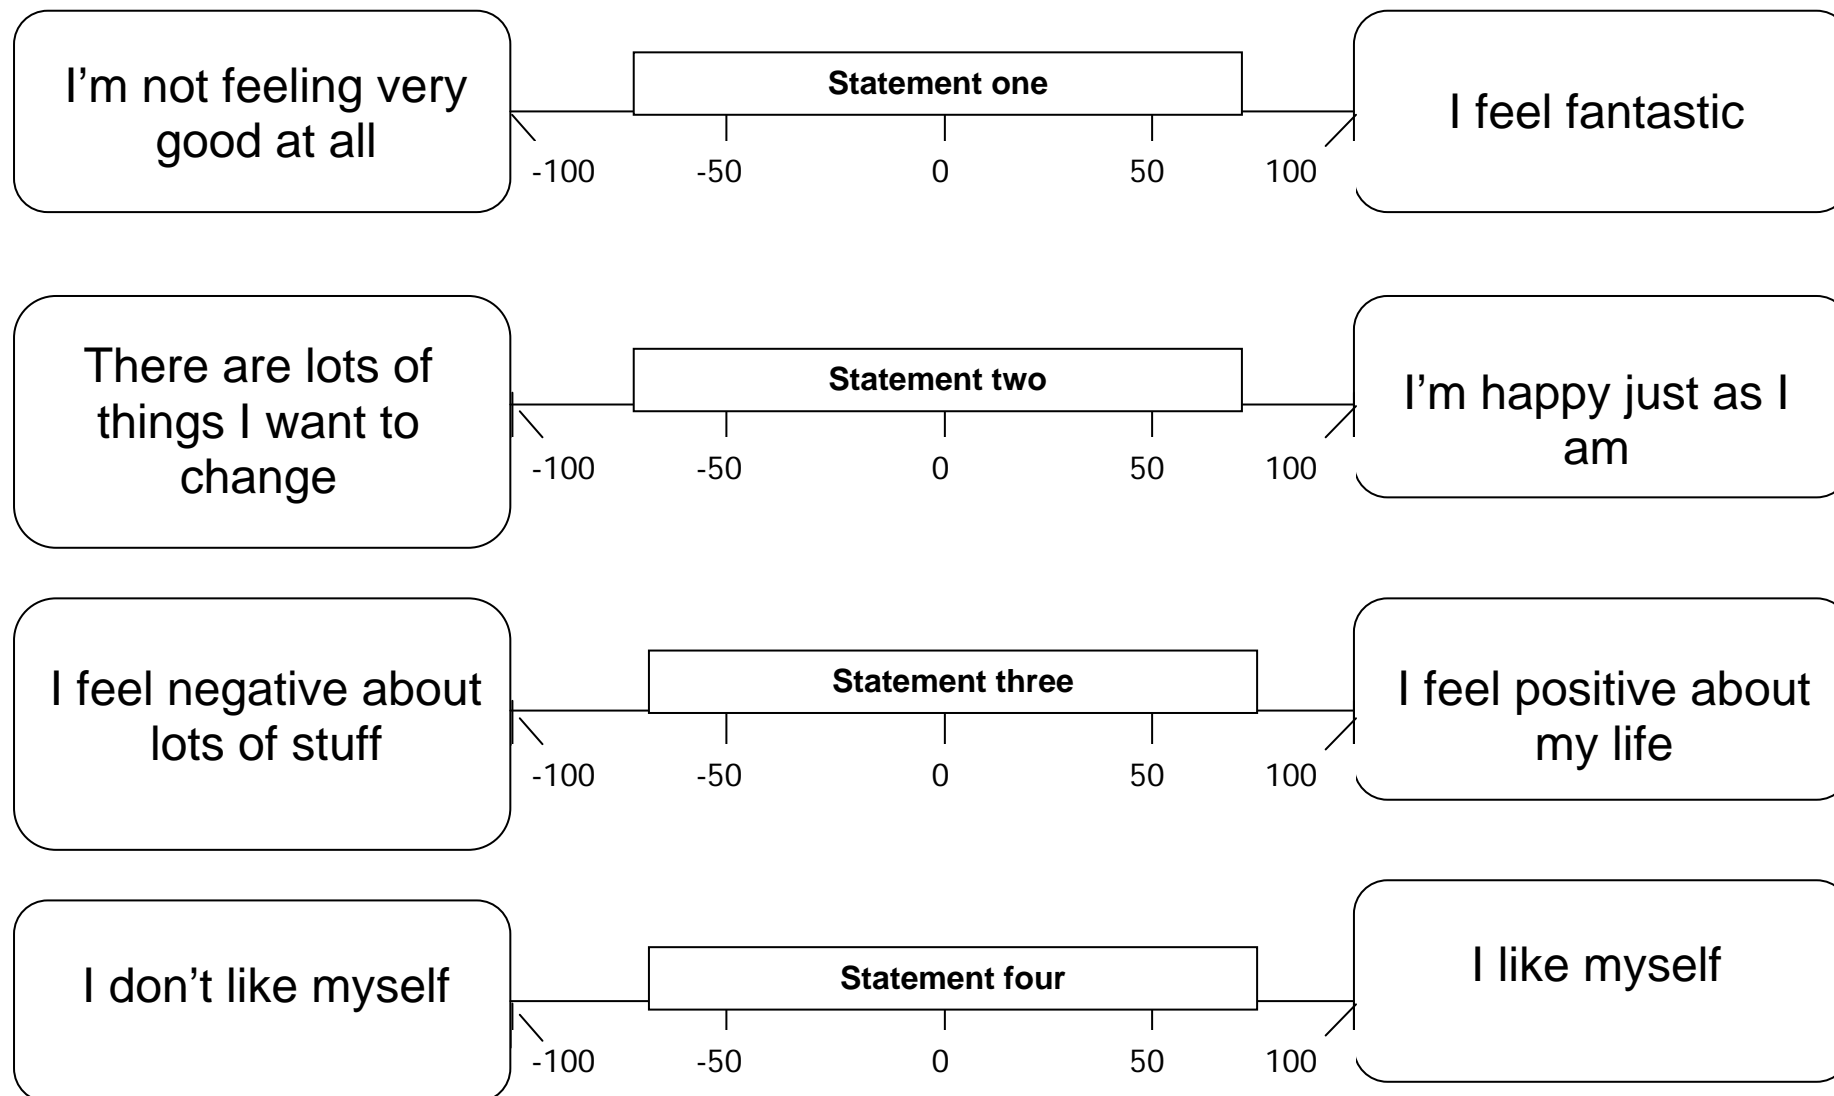 I’m not feeling very
good at all
Statement one
-100 -50 0 50 100
I feel fantastic
There are lots of
things I want to
change
Statement two
-100 -50 0 50 100
I’m happy just as I
am
I feel negative about
lots of stuff
Statement three
-100 -50 0 50 100
I feel positive about
my life
I don’t like myself
Statement four
-100 -50 0 50 100
I like myself